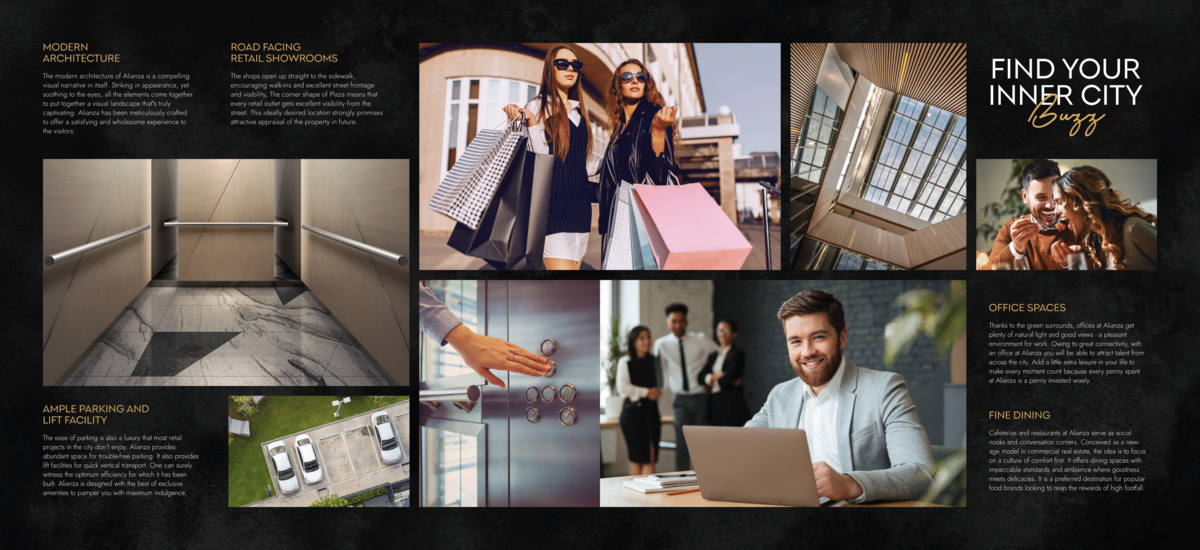 MODERN
ARCHITECTURE
The modern architecture of Alianza is a compelling
visual narrative in itself. Striking in appearance, yet
soothing to the eyes, all the elements come together
to put together a visual landscape that's truly
captivating. Alianza has been meticulously crafted
to offer a satisfying and wholesome experience to
the visitors.
ROAD FACING
RETAIL SHOWROOMS
The shops open up straight to the sidewalk,
encouraging walk-ins and excellent street frontage
and visibility. The corner shape of Plaza means that
every retail outlet gets excellent visibility from the
street. This ideally desired location strongly promises
attractive appraisal of the property in future.
AMPLE PARKING AND
LIFT FACILITY
The ease of parking is also a luxury that most retail
projects in the city don't enjoy. Alianza provides
abundant space for trouble-free parking. It also provides
lift facilities for quick vertical transport. One can surely
witness the optimum efficiency for which it has been
built. Alianza is designed with the best of exclusive
amenities to pamper you with maximum indulgence.
FIND YOUR
INNER CITY
Buzz
OFFICE SPACES
Thanks to the green surrounds, offices at Alianza get
plenty of natural light and good views - a pleasant
environment for work. Owing to great connectivity, with
an office at Alianza you will be able to attract talent from
across the city. Add a little extra leisure in your life to
make every moment count because every penny spent
at Alianza is a penny invested wisely.
FINE DINING
Cafeterias and restaurants at Alianza serve as social
nooks and conversation corners. Conceived as a new-
age model in commercial real estate, the idea is to focus
on a culture of comfort first. It offers dining spaces with
impeccable standards and ambience where goodness
meets delicacies. It is a preferred destination for popular
food brands looking to reap the rewards of high footfall.